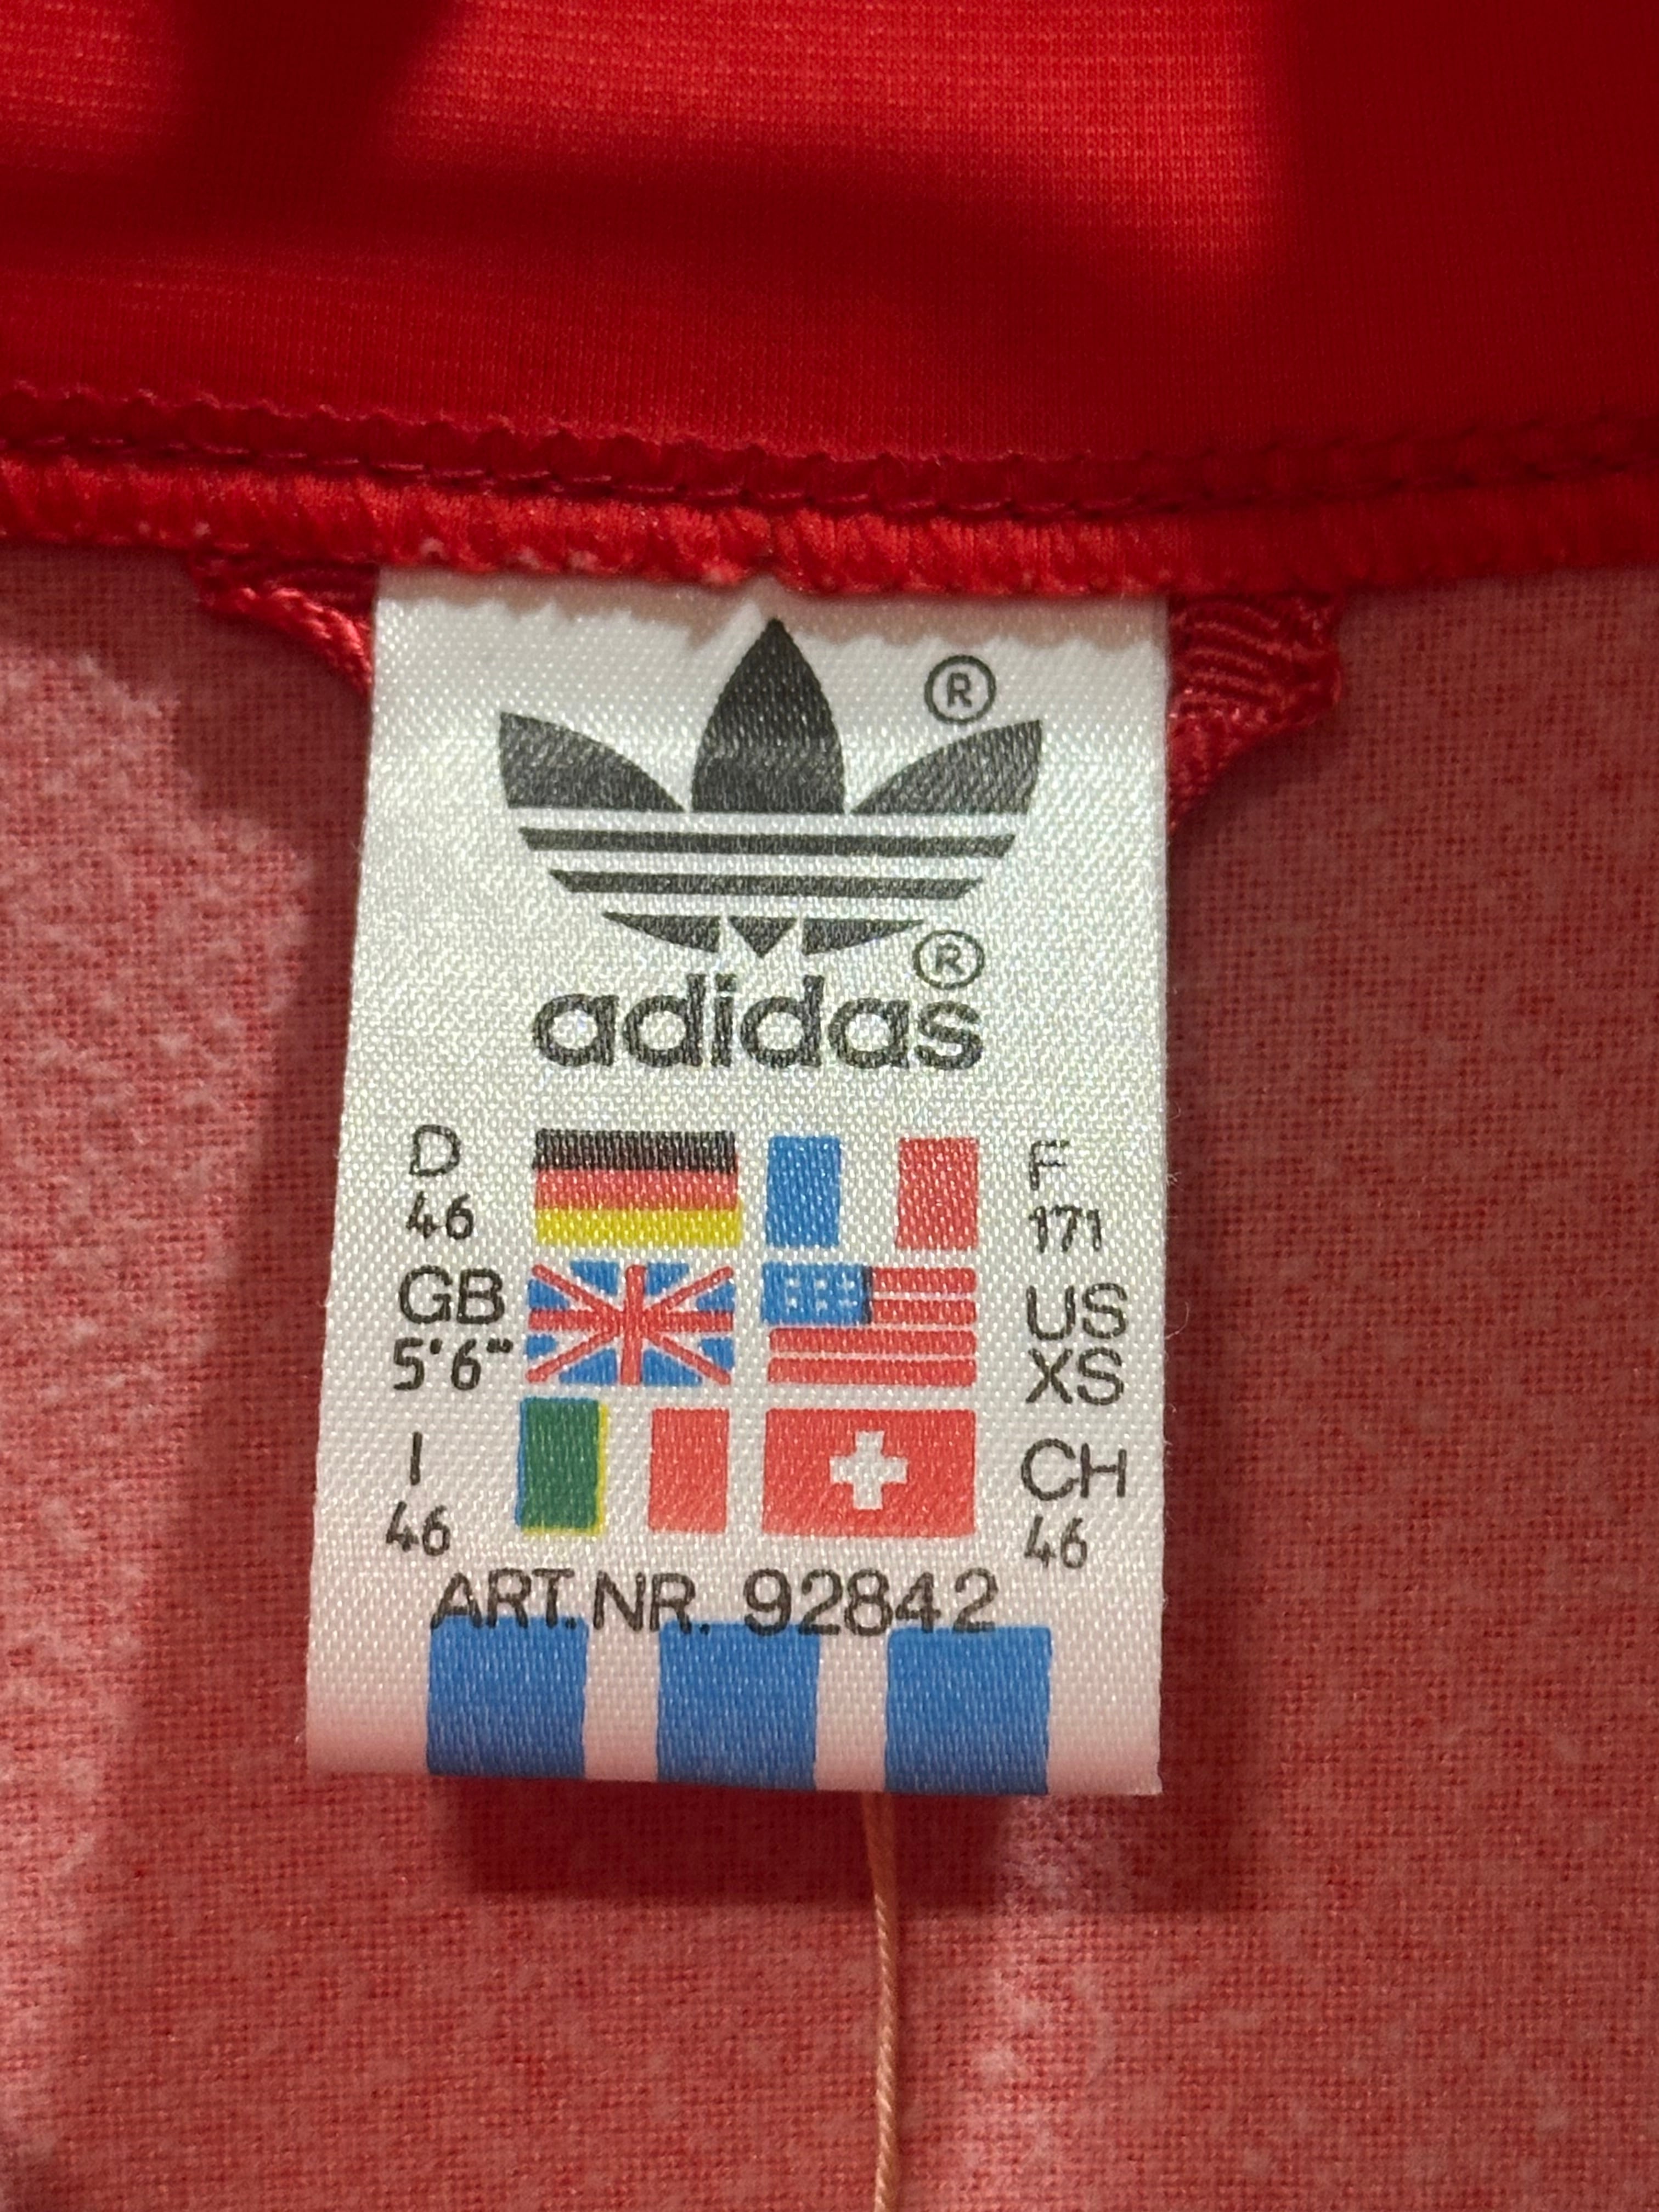 ®
®
adidas
D F
46 171
GB US
5'6" XS
I CH
46 46
ART.NR. 92842